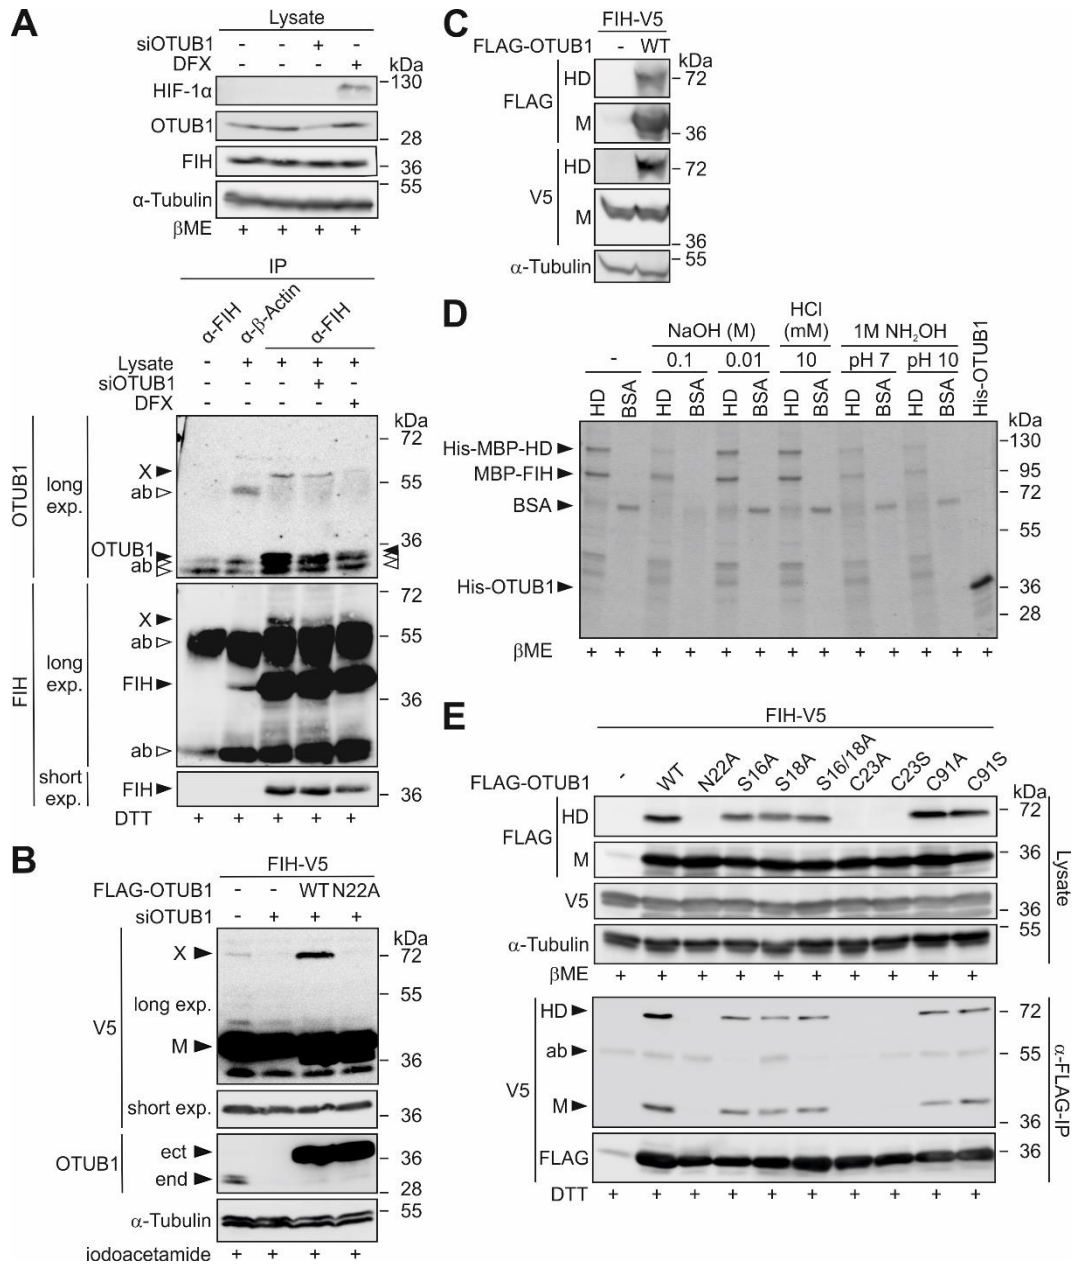 A
Lysate
siOTUB1 - - + -
DFX - - - +
kDa
HIF-1α
130
OTUB1
28
FIH
36
55
α-Tubulin
βME + + + +
IP
α-FIH
α-β-Actin
α-FIH
Lysate - + + + +
siOTUB1 - - - + -
DFX - - - - +
kDa
OTUB1
long exp.
72
X
55
ab
36
OTUB1
ab
FIH
long exp.
72
X
55
ab
FIH
36
ab
short exp.
FIH
36
DTT + + + + +
B
FIH-V5
FLAG-OTUB1 - - WT N22A
siOTUB1 - + + +
kDa
V5
X
72
55
long exp.
M
36
short exp.
36
OTUB1
ect
36
end
28
55
α-Tubulin
iodoacetamide + + + +
C
FIH-V5
FLAG-OTUB1 - WT
kDa
FLAG
HD
72
M
36
V5
HD
72
M
36
55
α-Tubulin
D
NaOH (M)
HCl (mM)
1M NH2OH
His-OTUB1
- 0.1 0.01 10 pH 7 pH 10
HD BSA HD BSA HD BSA HD BSA HD BSA HD BSA
kDa
130
His-MBP-HD
95
MBP-FIH
72
BSA
55
His-OTUB1
36
28
βME + + + + + + + + + + + + +
E
FIH-V5
FLAG-OTUB1 - WT N22A S16A S18A S16/18A C23A C23S C91A C91S
kDa
FLAG
HD
72
M
36
V5
36
55
α-Tubulin
βME + + + + + + + + + +
Lysate
V5
HD
72
ab
55
M
36
FLAG
36
DTT + + + + + + + + + +
α-FLAG-IP